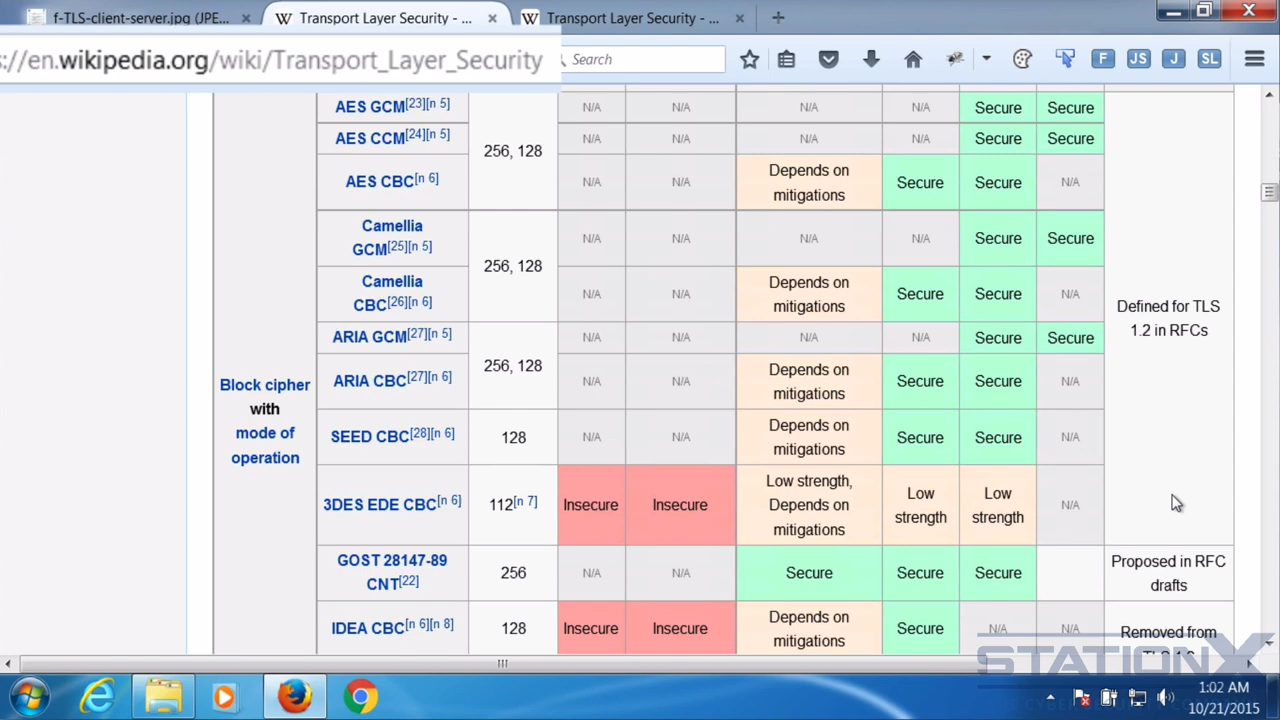 f-TLS-client-server.jpg (JPE... ×
W Transport Layer Security - ... ×
W Transport Layer Security - ... ×
s://en.wikipedia.org/wiki/Transport_Layer_Security
Search
F JS J SL
AES GCM[23][n 5] N/A N/A N/A N/A Secure Secure
AES CCM[24][n 5] 256, 128 N/A N/A N/A N/A Secure Secure
AES CBC[n 6] N/A N/A Depends on mitigations Secure Secure N/A
Camellia GCM[25][n 5] 256, 128 N/A N/A N/A N/A Secure Secure
Camellia CBC[26][n 6] N/A N/A Depends on mitigations Secure Secure N/A
Defined for TLS 1.2 in RFCs
ARIA GCM[27][n 5] 256, 128 N/A N/A N/A N/A Secure Secure
ARIA CBC[27][n 6] N/A N/A Depends on mitigations Secure Secure N/A
Block cipher
with
mode of
operation
SEED CBC[28][n 6] 128 N/A N/A Depends on mitigations Secure Secure N/A
3DES EDE CBC[n 6] 112[n 7] Insecure Insecure Low strength, Depends on mitigations Low strength Low strength N/A
GOST 28147-89 CNT[22] 256 N/A N/A Secure Secure Secure Proposed in RFC drafts
IDEA CBC[n 6][n 8] 128 Insecure Insecure Depends on mitigations Secure N/A N/A Removed from
STATIONX
1:02 AM
10/21/2015